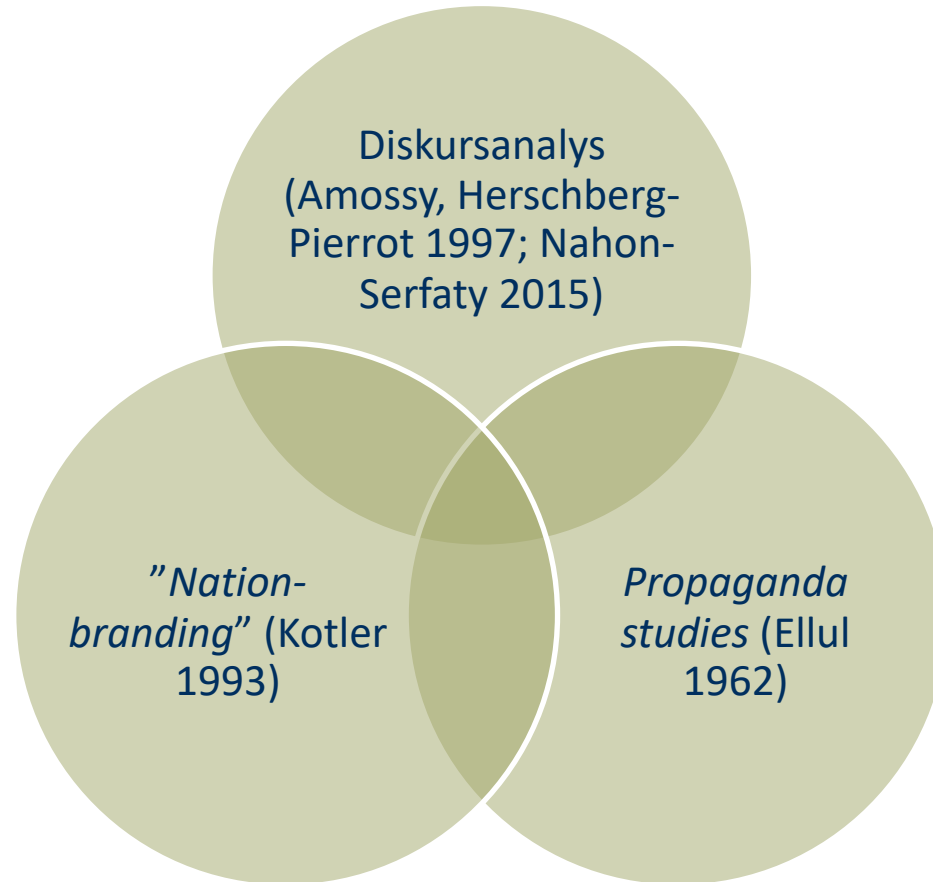 Diskursanalys
(Amossy, Herschberg-
Pierrot 1997; Nahon-
Serfaty 2015)
”Nation-
branding” (Kotler
1993)
Propaganda
studies (Ellul
1962)